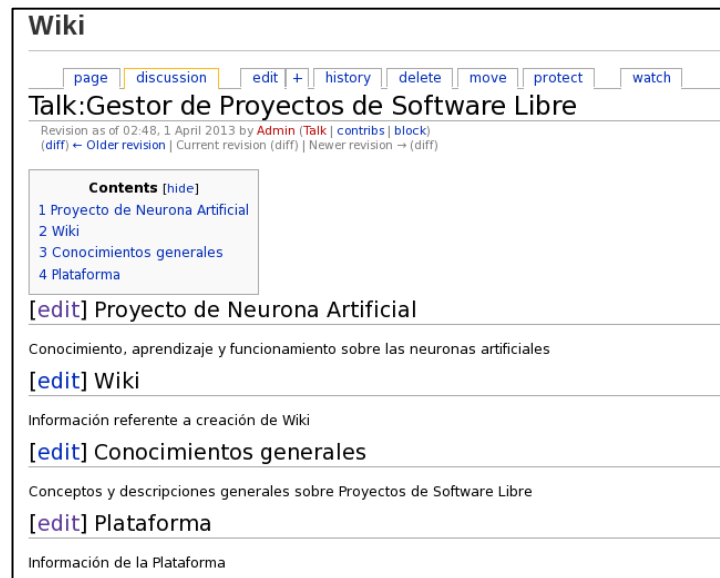 Wiki
page discussion edit + history delete move protect watch
Talk:Gestor de Proyectos de Software Libre
Revision as of 02:48, 1 April 2013 by Admin (Talk | contribs | block)
(diff) ← Older revision | Current revision (diff) | Newer revision → (diff)
Contents [hide]
1 Proyecto de Neurona Artificial
2 Wiki
3 Conocimientos generales
4 Plataforma
[edit] Proyecto de Neurona Artificial
Conocimiento, aprendizaje y funcionamiento sobre las neuronas artificiales
[edit] Wiki
Información referente a creación de Wiki
[edit] Conocimientos generales
Conceptos y descripciones generales sobre Proyectos de Software Libre
[edit] Plataforma
Información de la Plataforma